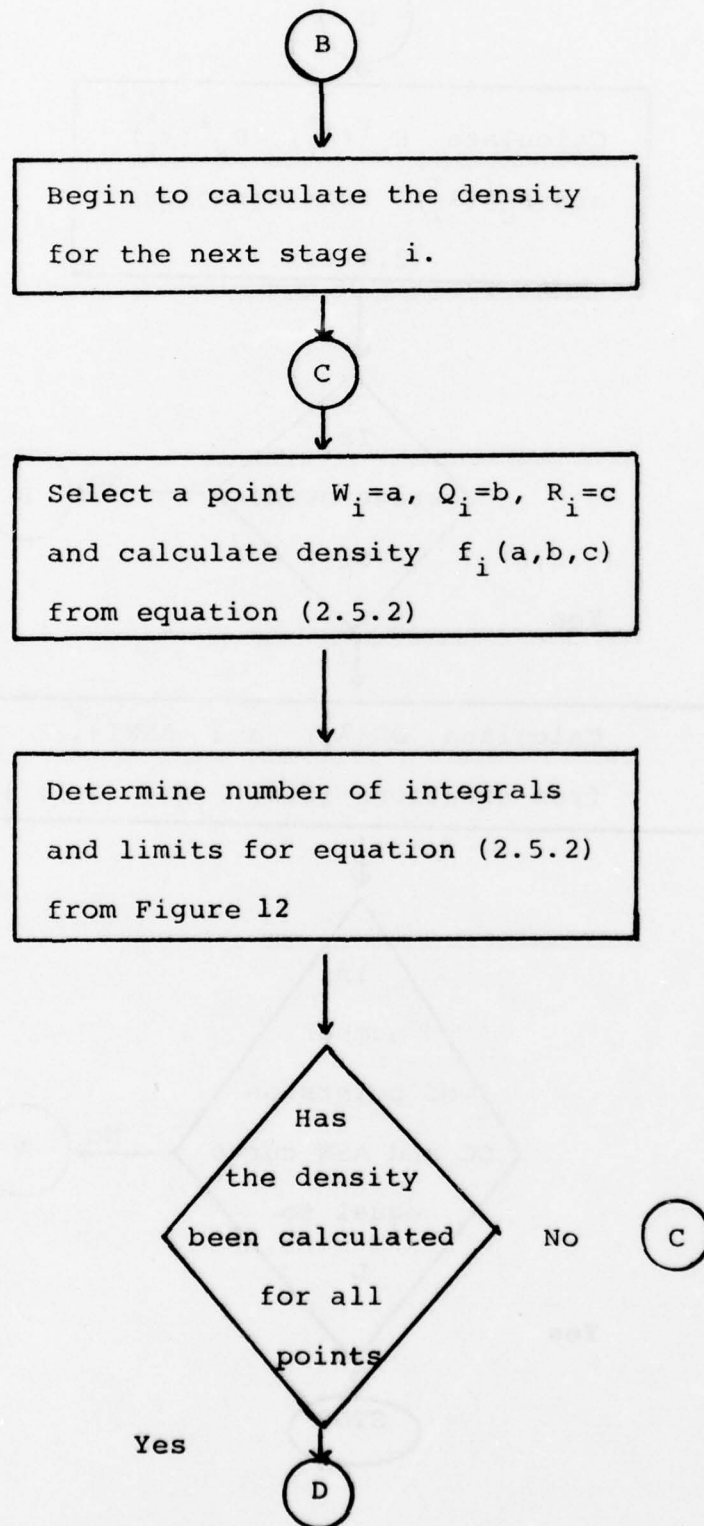 B
Begin to calculate the density
for the next stage i.
C
Select a point W_i=a, Q_i=b, R_i=c
and calculate density f_i(a,b,c)
from equation (2.5.2)
Determine number of integrals
and limits for equation (2.5.2)
from Figure 12
Has
the density
been calculated
for all
points
No
C
Yes
D